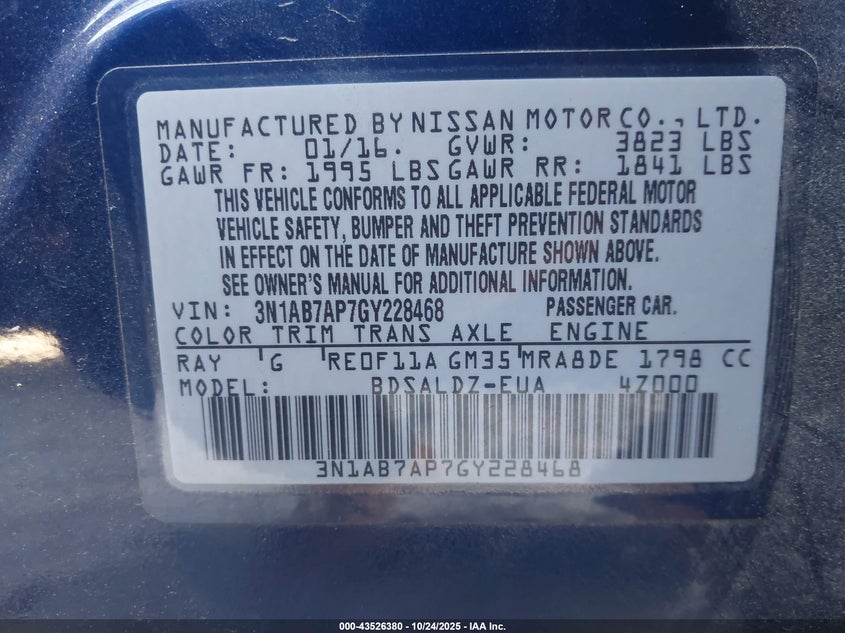 MANUFACTURED BY NISSAN MOTOR CO., LTD.
DATE: 01/16. GVWR: 3823 LBS
GAWR FR: 1995 LBS GAWR RR: 1841 LBS
THIS VEHICLE CONFORMS TO ALL APPLICABLE FEDERAL MOTOR
VEHICLE SAFETY, BUMPER AND THEFT PREVENTION STANDARDS
IN EFFECT ON THE DATE OF MANUFACTURE SHOWN ABOVE.
SEE OWNER'S MANUAL FOR ADDITIONAL INFORMATION.
VIN: 3N1AB7AP7GY228468 PASSENGER CAR.
COLOR TRIM TRANS AXLE ENGINE
RAY G RE0F11A GM35 MRA8DE 1798 CC
MODEL: BDSALDZ-EUA 4Z000
3N1AB7AP7GY228468
000-43526380 - 10/24/2025 - IAA Inc.